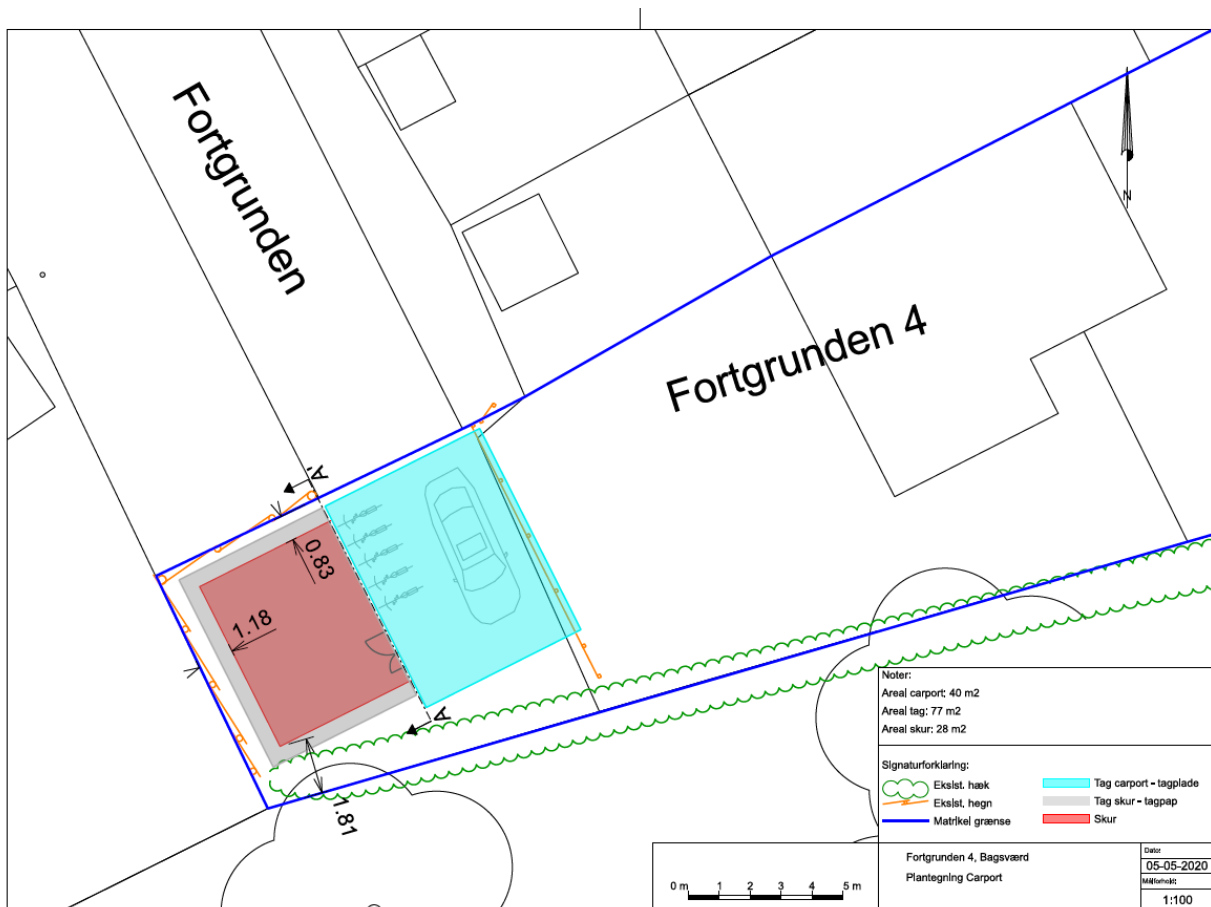 Fortgrunden
Fortgrunden 4
N
A'
0.83
1.18
A'
1.81
Noter:
Areal carport: 40 m2
Areal tag: 77 m2
Areal skur: 28 m2
Signaturforklaring:
Eksist. hæk
Eksist. hegn
Matrikel grænse
Tag carport - tagplade
Tag skur - tagpap
Skur
0 m 1 2 3 4 5 m
Fortgrunden 4, Bagsværd
Plantegning Carport
Dato:
05-05-2020
Målforhold:
1:100